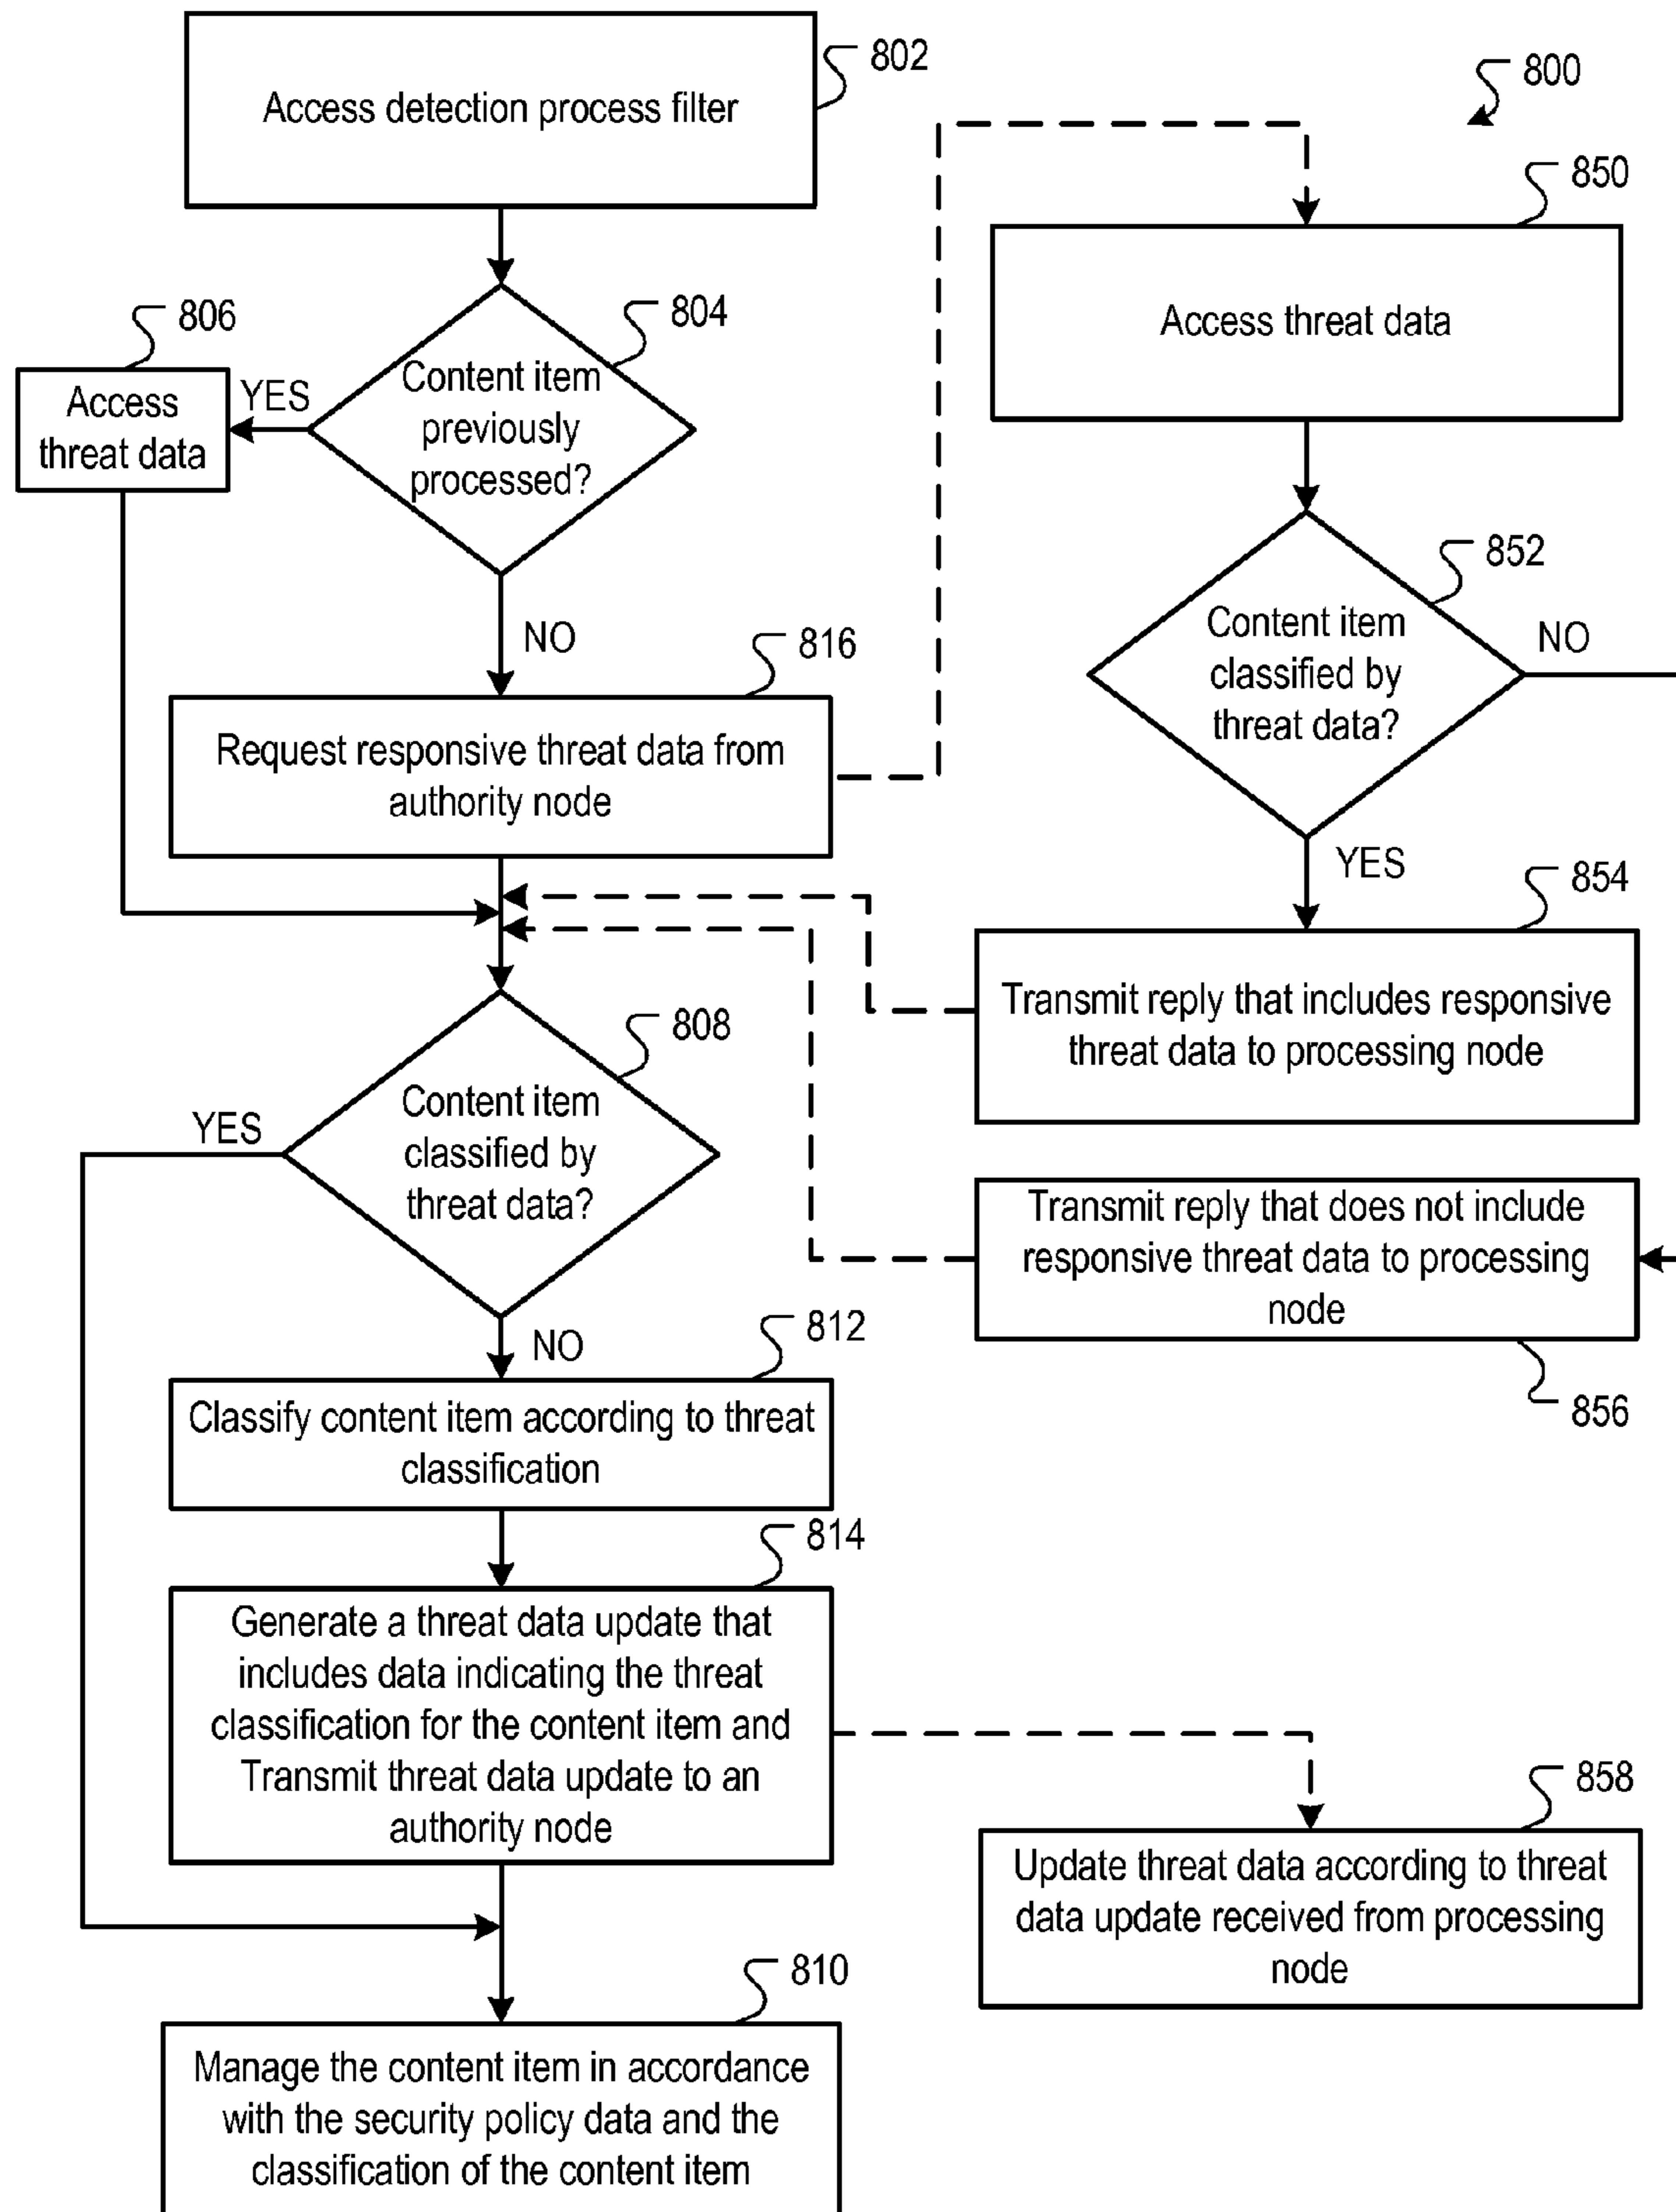 Access detection process filter
802
800
850
Access threat data
804
Content item
previously
processed?
806
YES
Access
threat data
NO
852
Content item
classified by
threat data?
NO
YES
816
Request responsive threat data from
authority node
854
Transmit reply that includes responsive
threat data to processing node
808
Content item
classified by
threat data?
YES
NO
Transmit reply that does not include
responsive threat data to processing
node
856
812
Classify content item according to threat
classification
814
Generate a threat data update that
includes data indicating the threat
classification for the content item and
Transmit threat data update to an
authority node
858
Update threat data according to threat
data update received from processing
node
810
Manage the content item in accordance
with the security policy data and the
classification of the content item